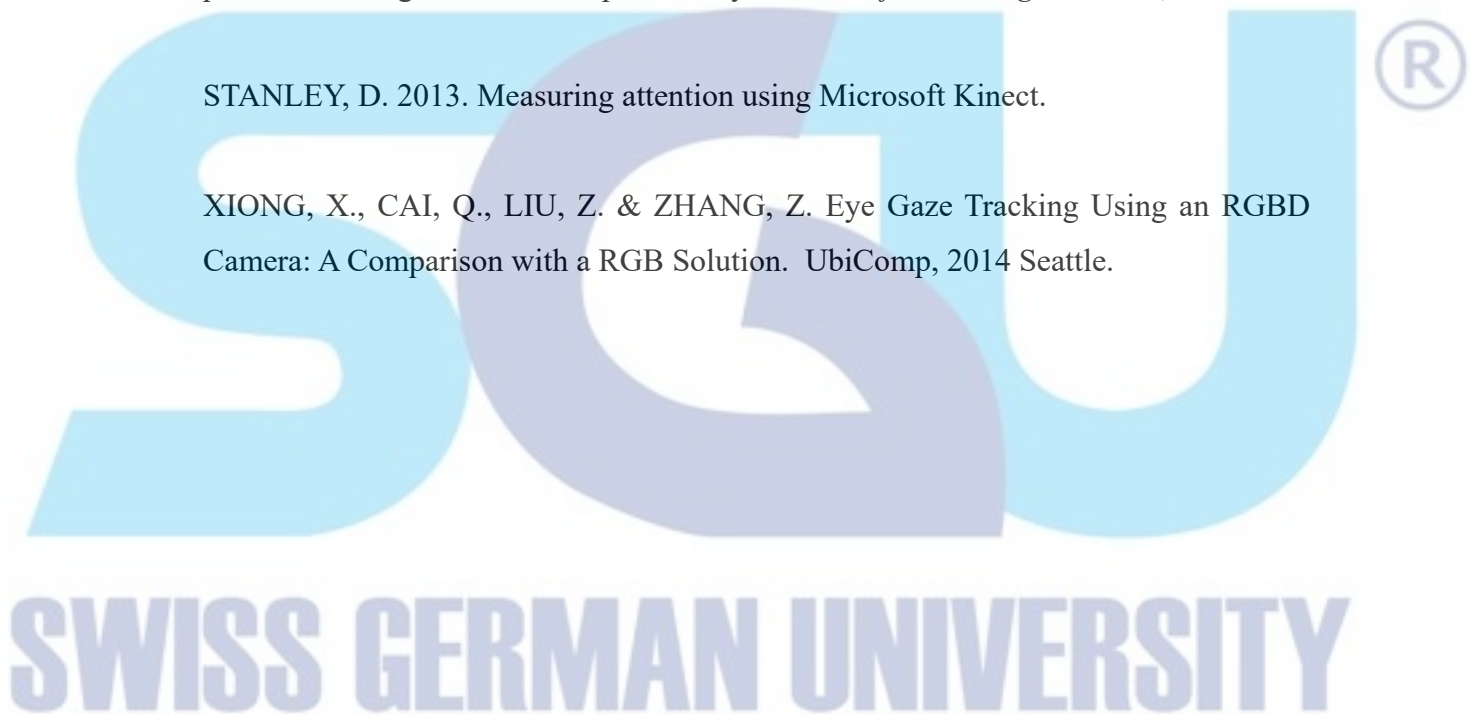 STANLEY, D. 2013. Measuring attention using Microsoft Kinect.
XIONG, X., CAI, Q., LIU, Z. & ZHANG, Z. Eye Gaze Tracking Using an RGBD
Camera: A Comparison with a RGB Solution. UbiComp, 2014 Seattle.
SGU ®
SWISS GERMAN UNIVERSITY